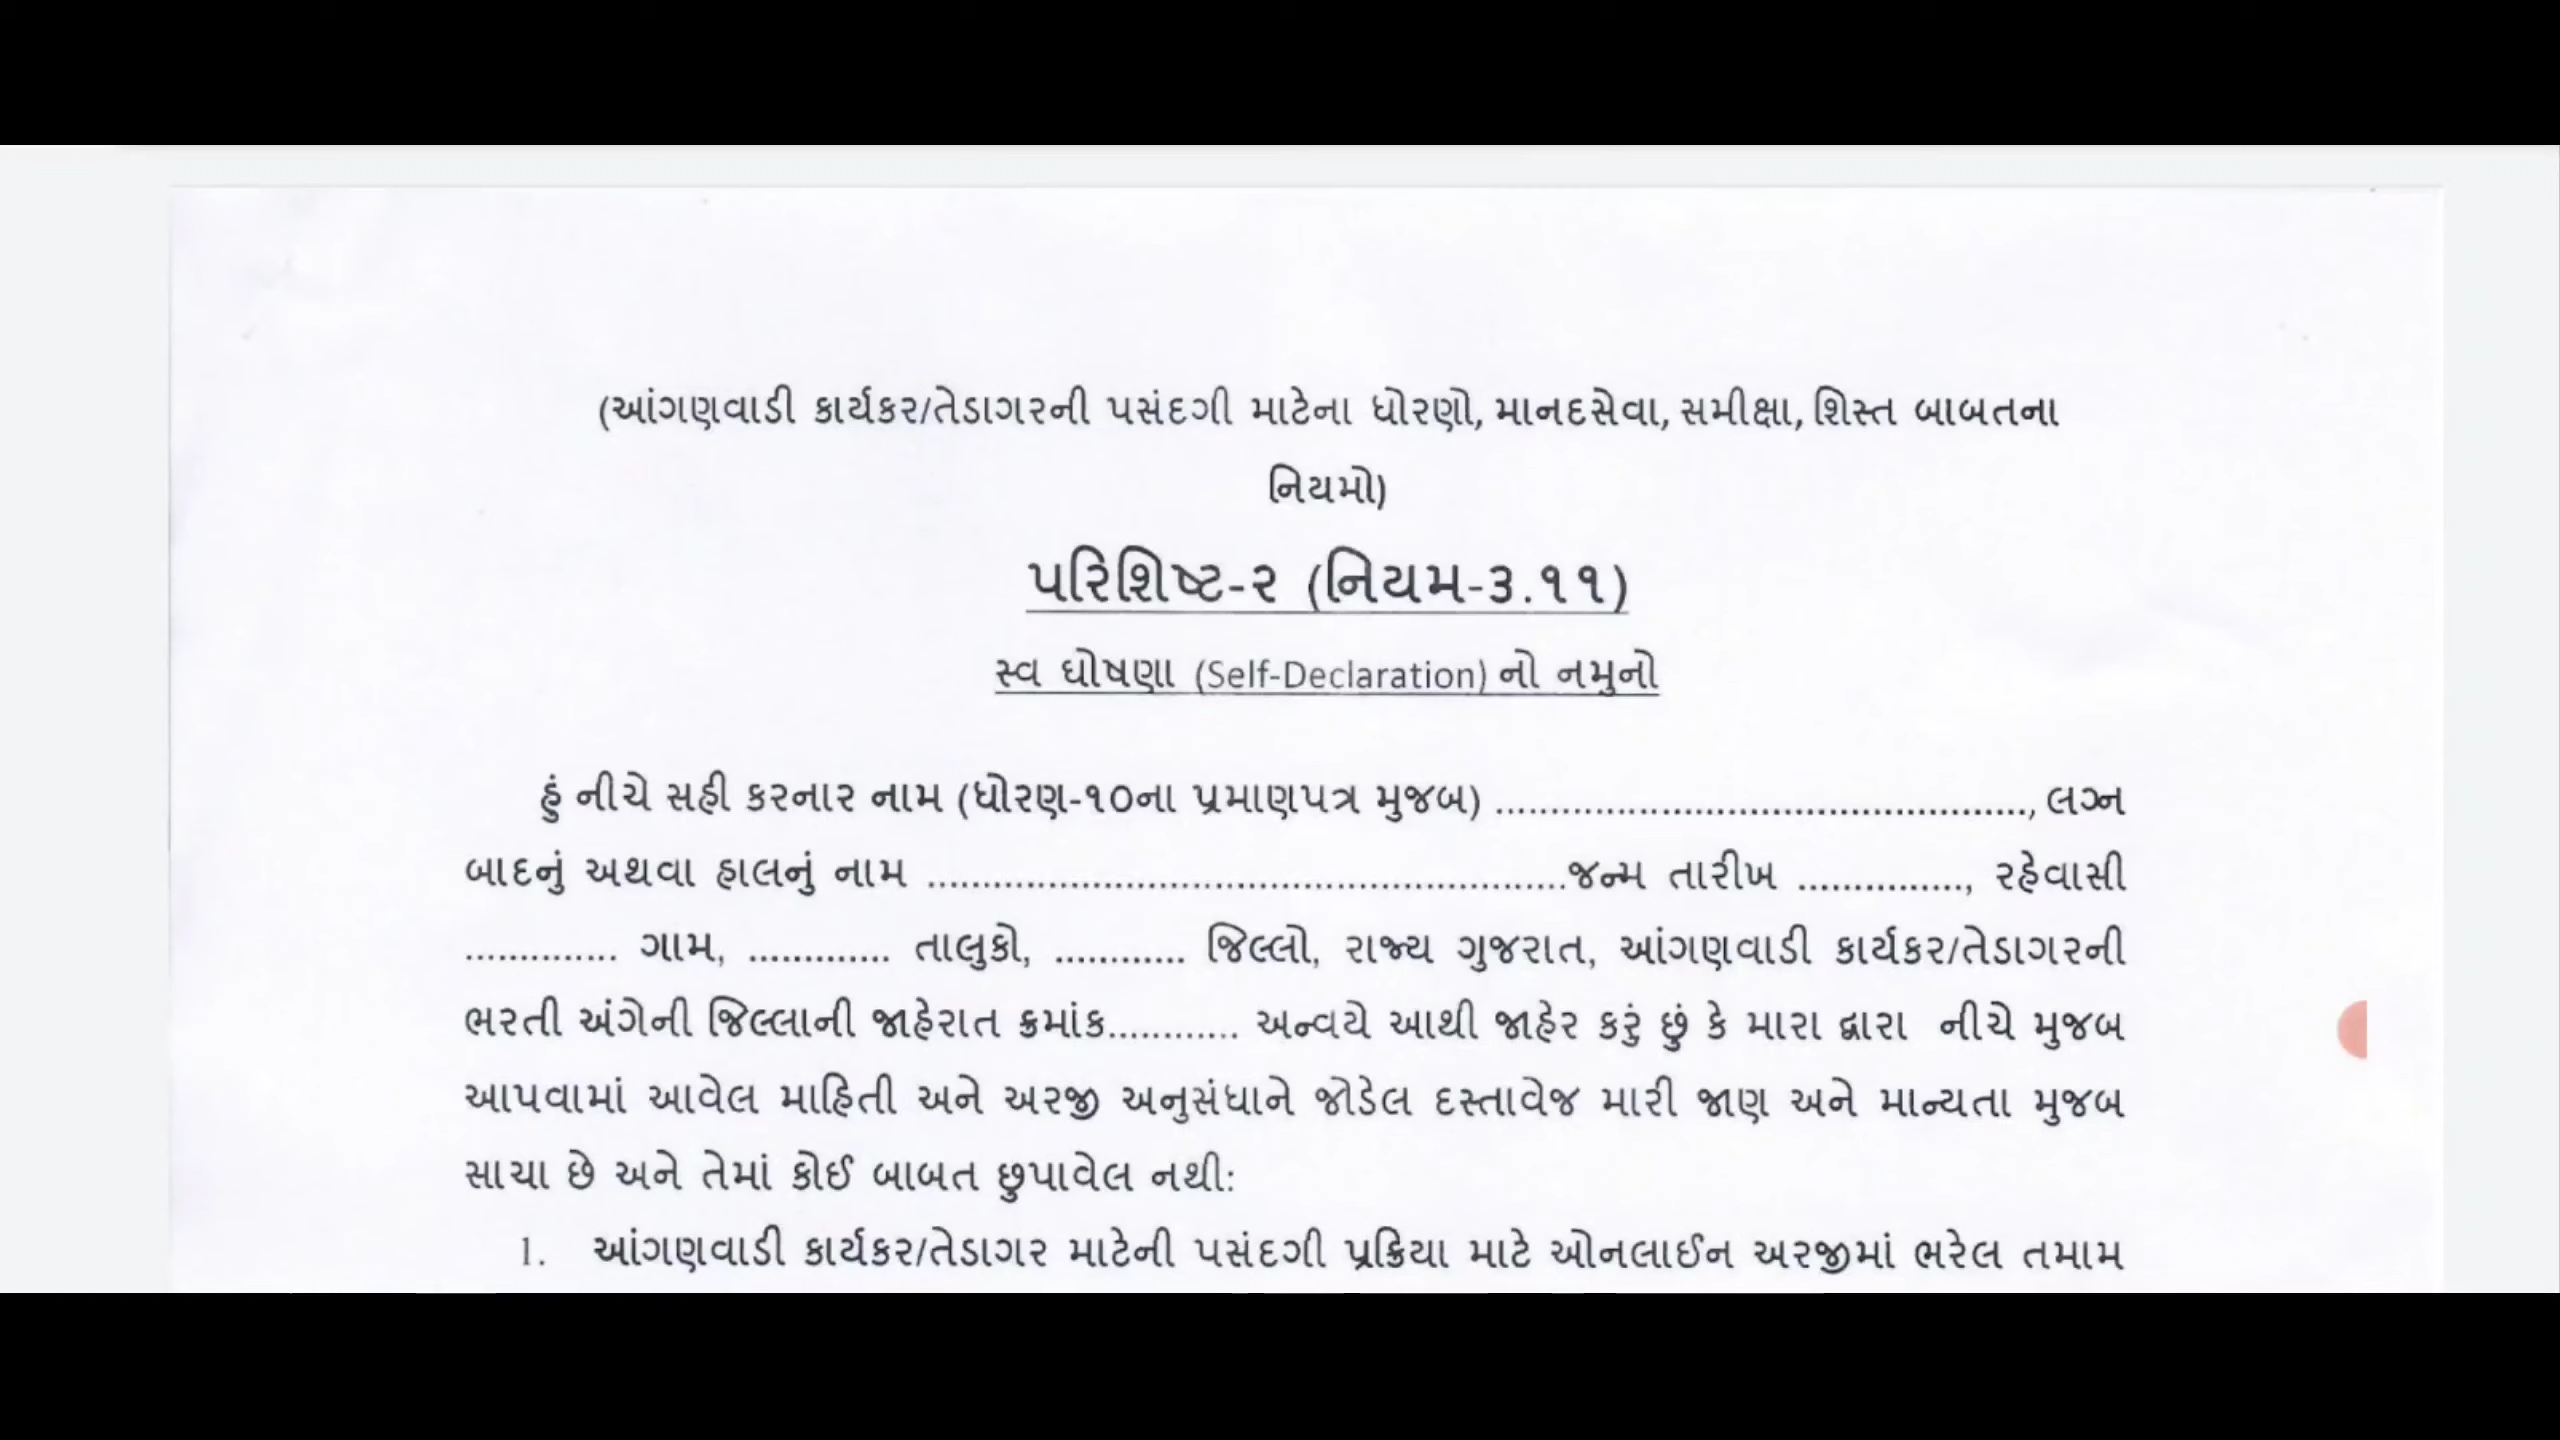 (આંગણવાડી કાર્યકર/તેડાગરની પસંદગી માટેના ધોરણો, માનદસેવા, સમીક્ષા, શિસ્ત બાબતના
નિયમો)
પરિશિષ્ટ-૨ (નિયમ-૩.૧૧)
સ્વ ઘોષણા (Self-Declaration) નો નમુનો
હું નીચે સહી કરનાર નામ (ધોરણ-૧૦ના પ્રમાણપત્ર મુજબ) ................................................, લગ્ન
બાદનું અથવા હાલનું નામ ..........................................................જન્મ તારીખ ..............., રહેવાસી
.............. ગામ, ............. તાલુકો, ............ જિલ્લો, રાજ્ય ગુજરાત, આંગણવાડી કાર્યકર/તેડાગરની
ભરતી અંગેની જિલ્લાની જાહેરાત ક્રમાંક............ અન્વયે આથી જાહેર કરું છું કે મારા દ્વારા નીચે મુજબ
આપવામાં આવેલ માહિતી અને અરજી અનુસંધાને જોડેલ દસ્તાવેજ મારી જાણ અને માન્યતા મુજબ
સાચા છે અને તેમાં કોઈ બાબત છુપાવેલ નથી:
1. આંગણવાડી કાર્યકર/તેડાગર માટેની પસંદગી પ્રક્રિયા માટે ઓનલાઈન અરજીમાં ભરેલ તમામ